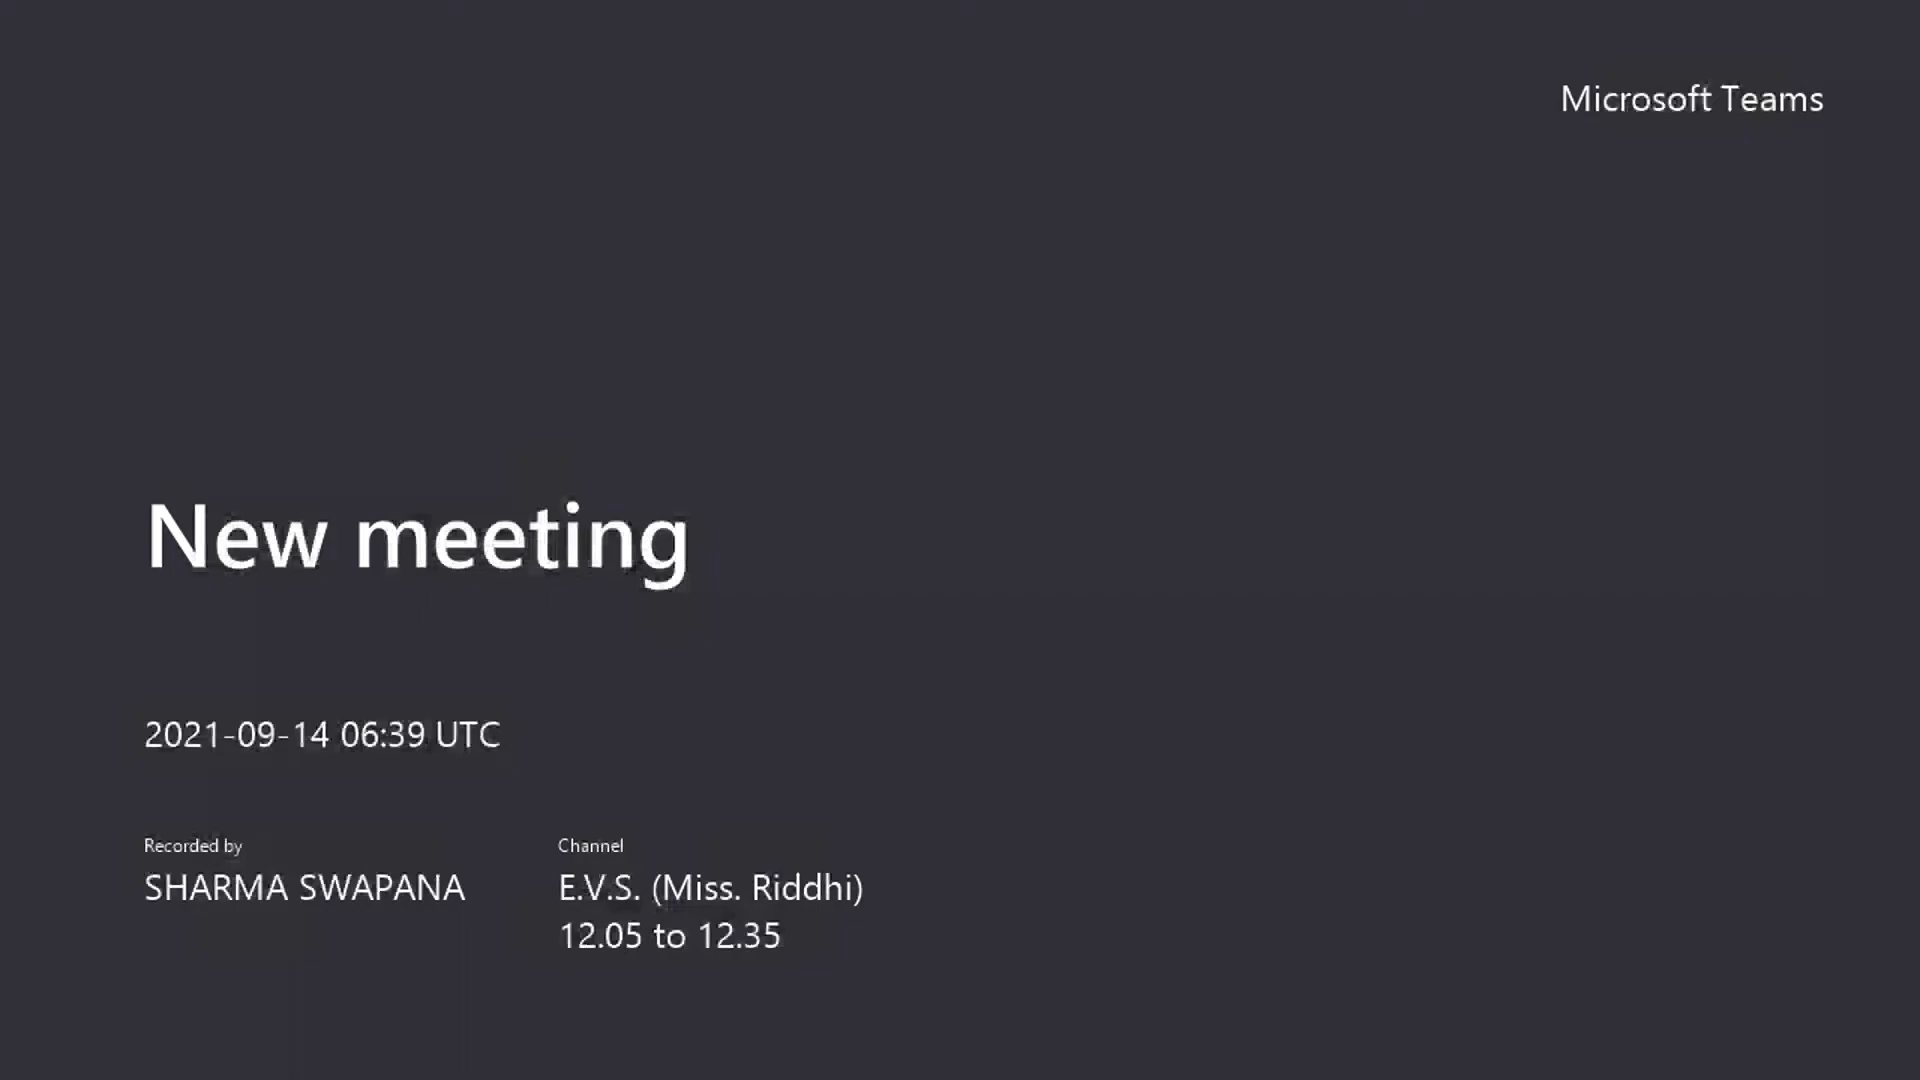 Microsoft Teams
New meeting
2021-09-14 06:39 UTC
Recorded by
SHARMA SWAPANA
Channel
E.V.S. (Miss. Riddhi)
12.05 to 12.35